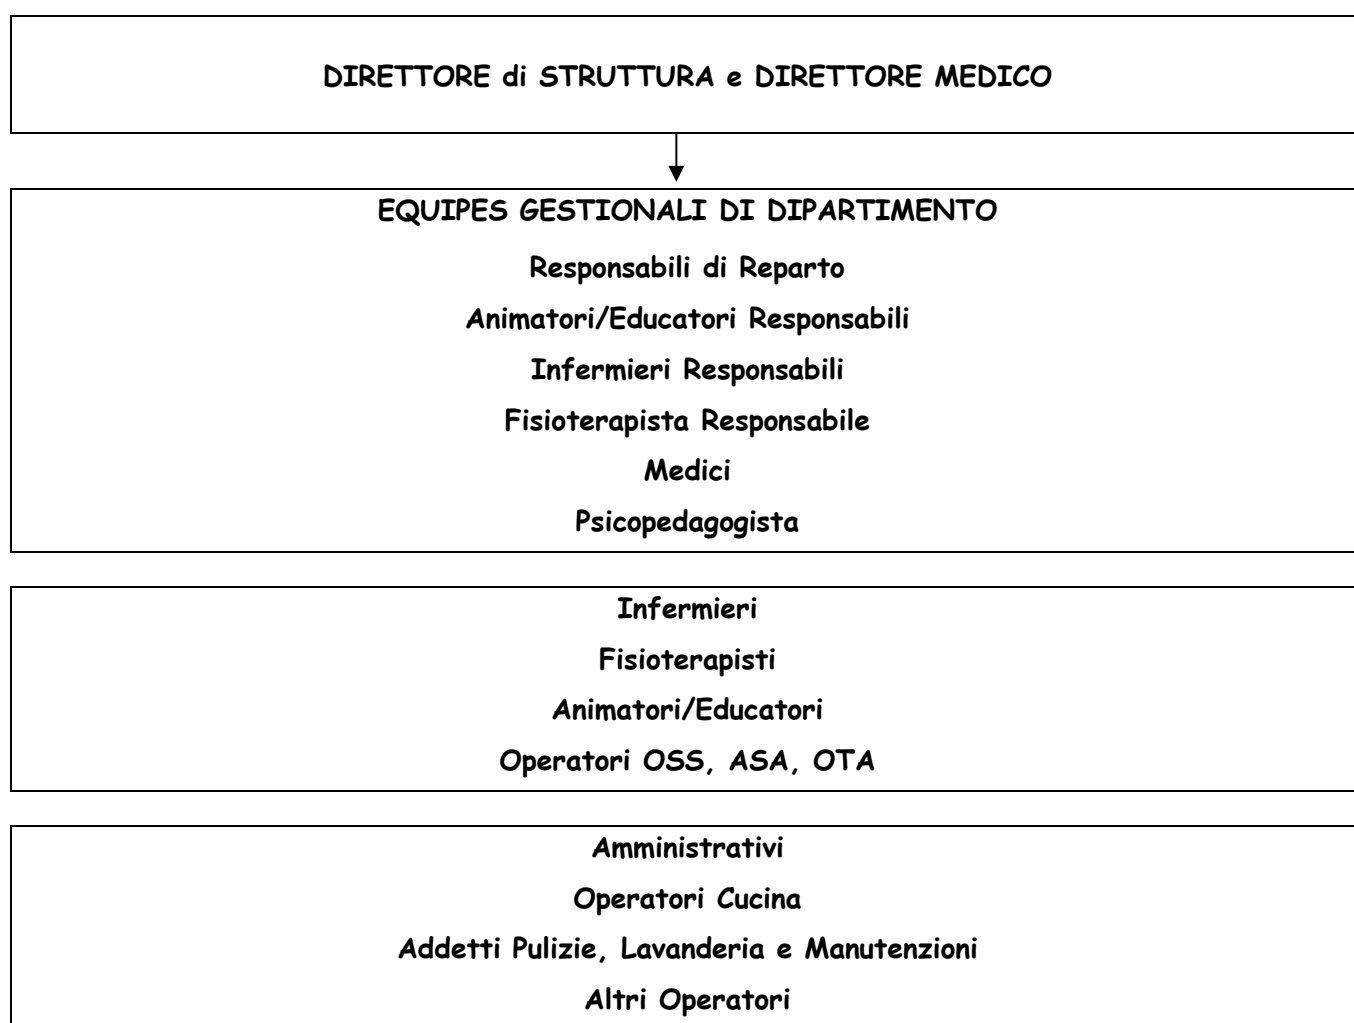 DIRETTORE di STRUTTURA e DIRETTORE MEDICO
EQUIPES GESTIONALI DI DIPARTIMENTO
Responsabili di Reparto
Animatori/Educatori Responsabili
Infermieri Responsabili
Fisioterapista Responsabile
Medici
Psicopedagogista
Infermieri
Fisioterapisti
Animatori/Educatori
Operatori OSS, ASA, OTA
Amministrativi
Operatori Cucina
Addetti Pulizie, Lavanderia e Manutenzioni
Altri Operatori